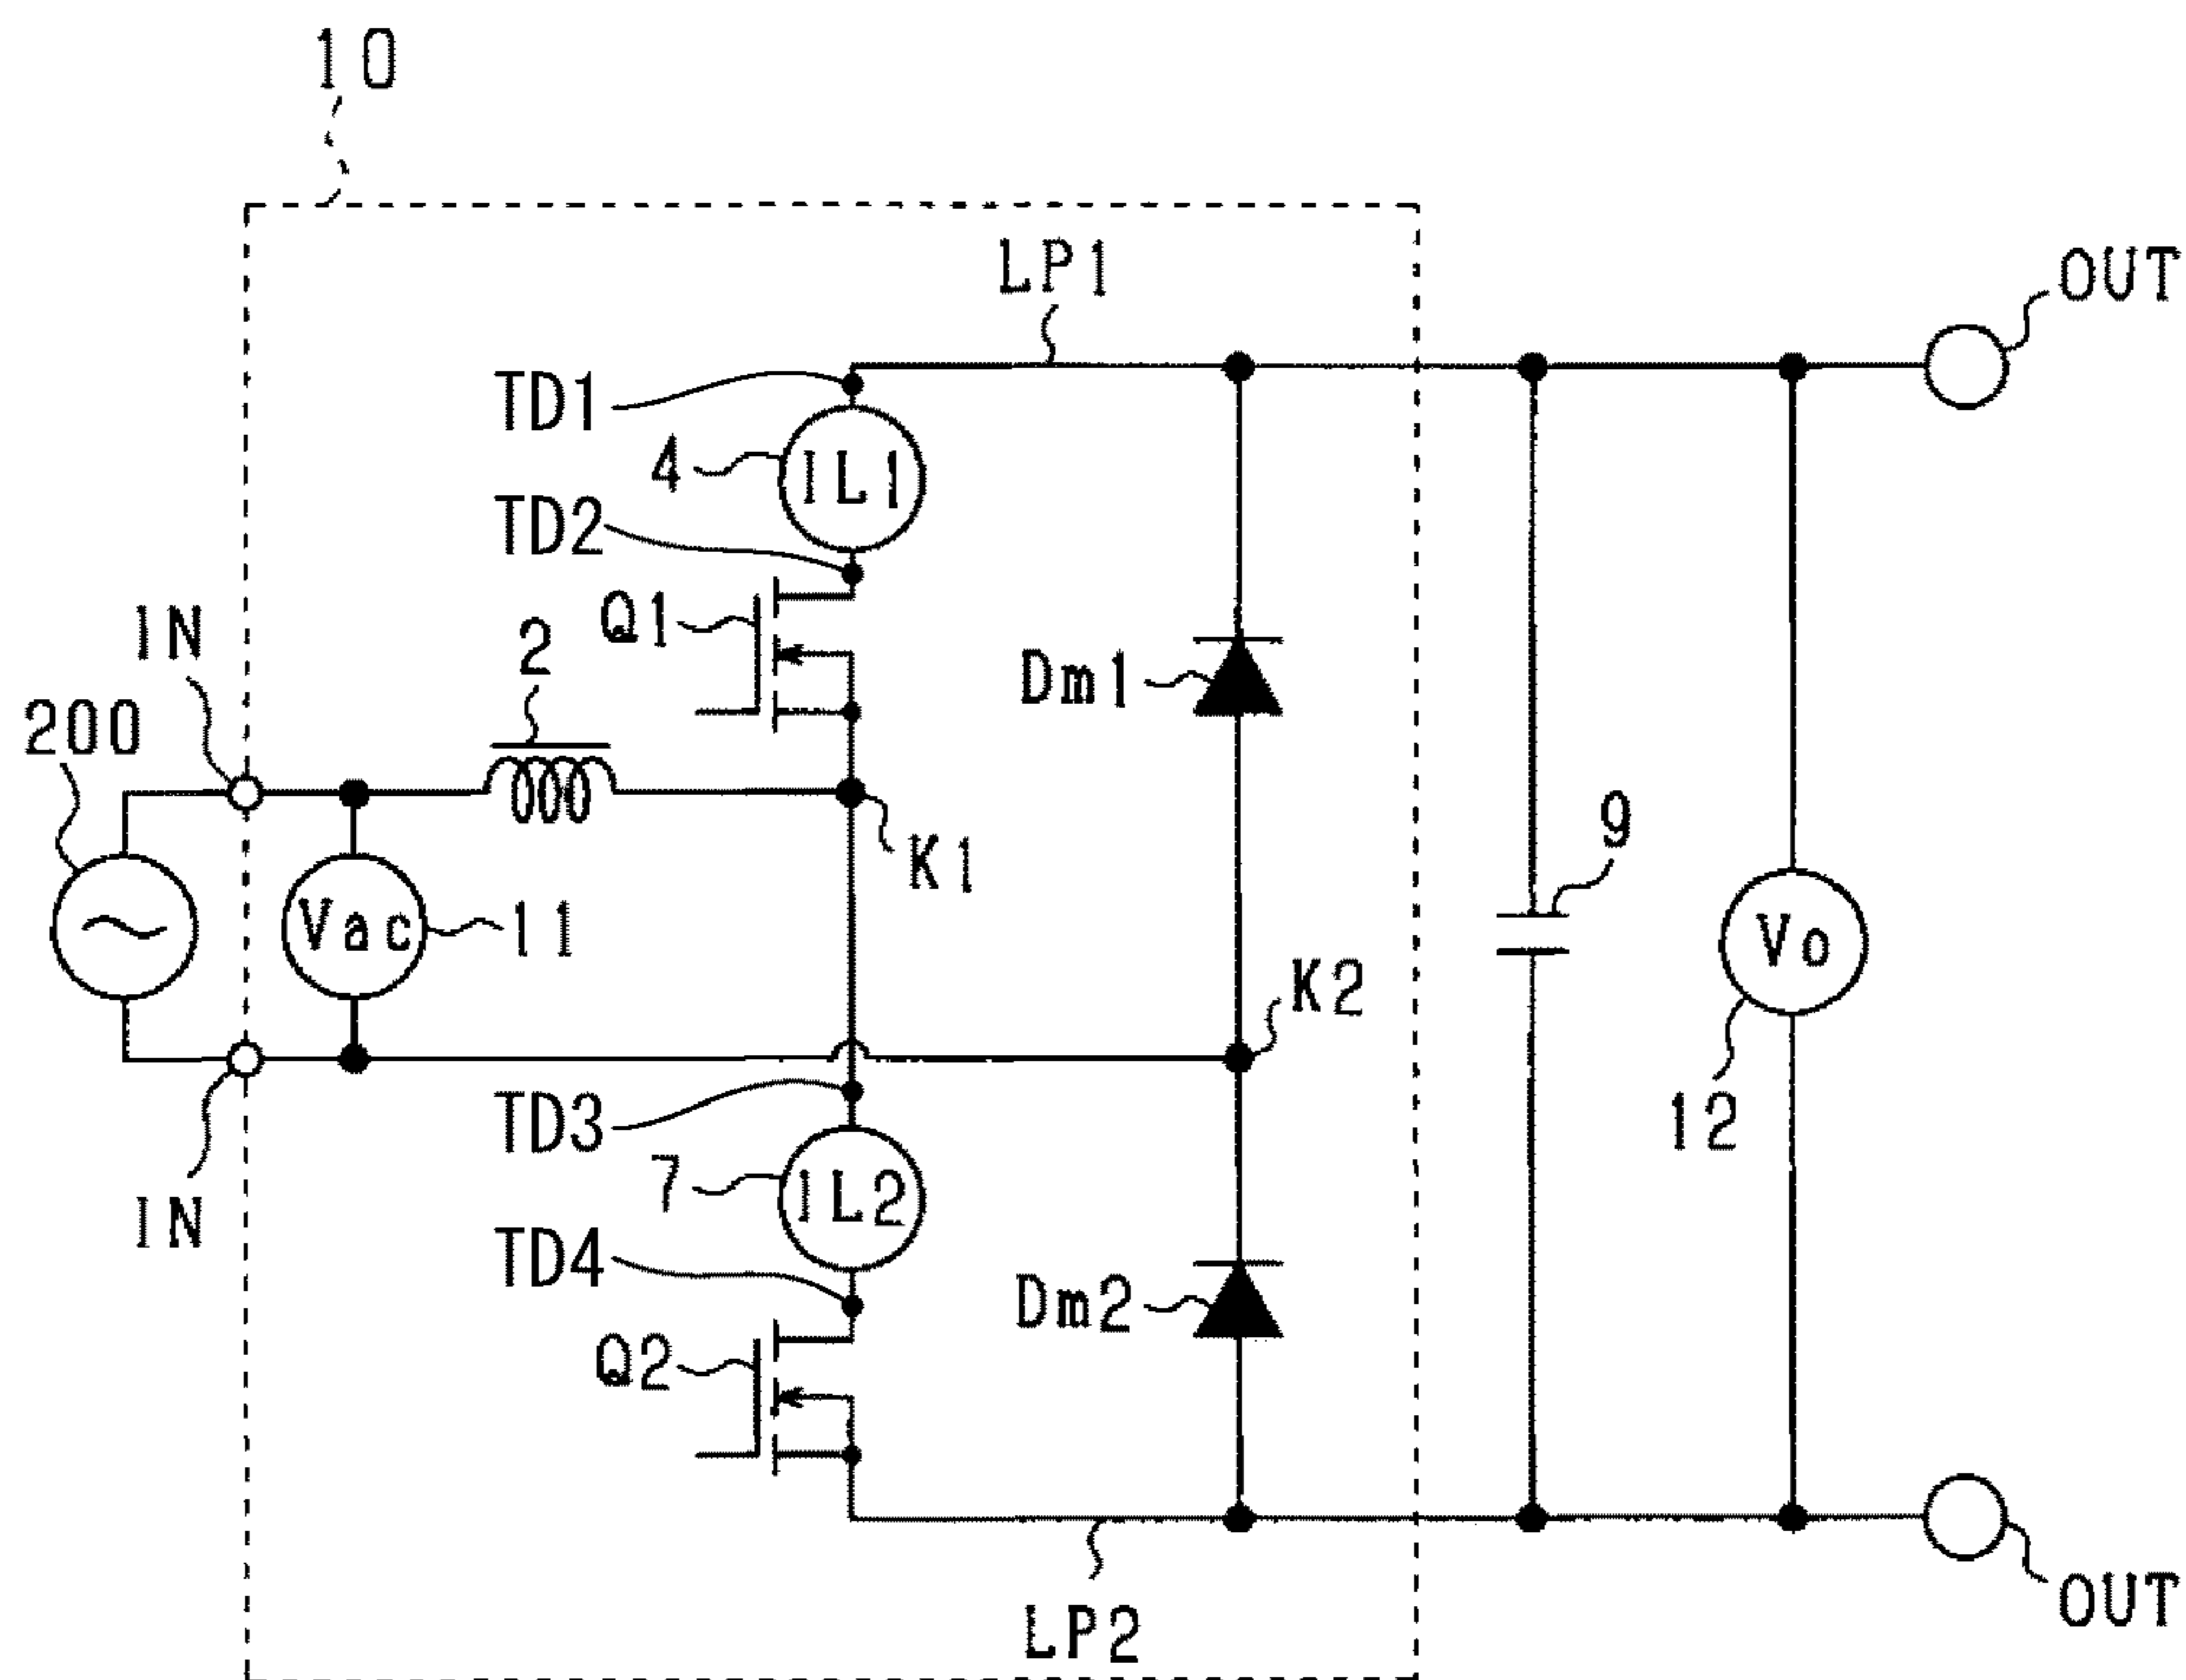 10
LP1
OUT
TD1
4
IL1
TD2
Q1
IN
2
Dm1
200
9
K1
Vac
11
Vo
K2
TD3
12
7
IL2
IN
TD4
Dm2
Q2
OUT
LP2